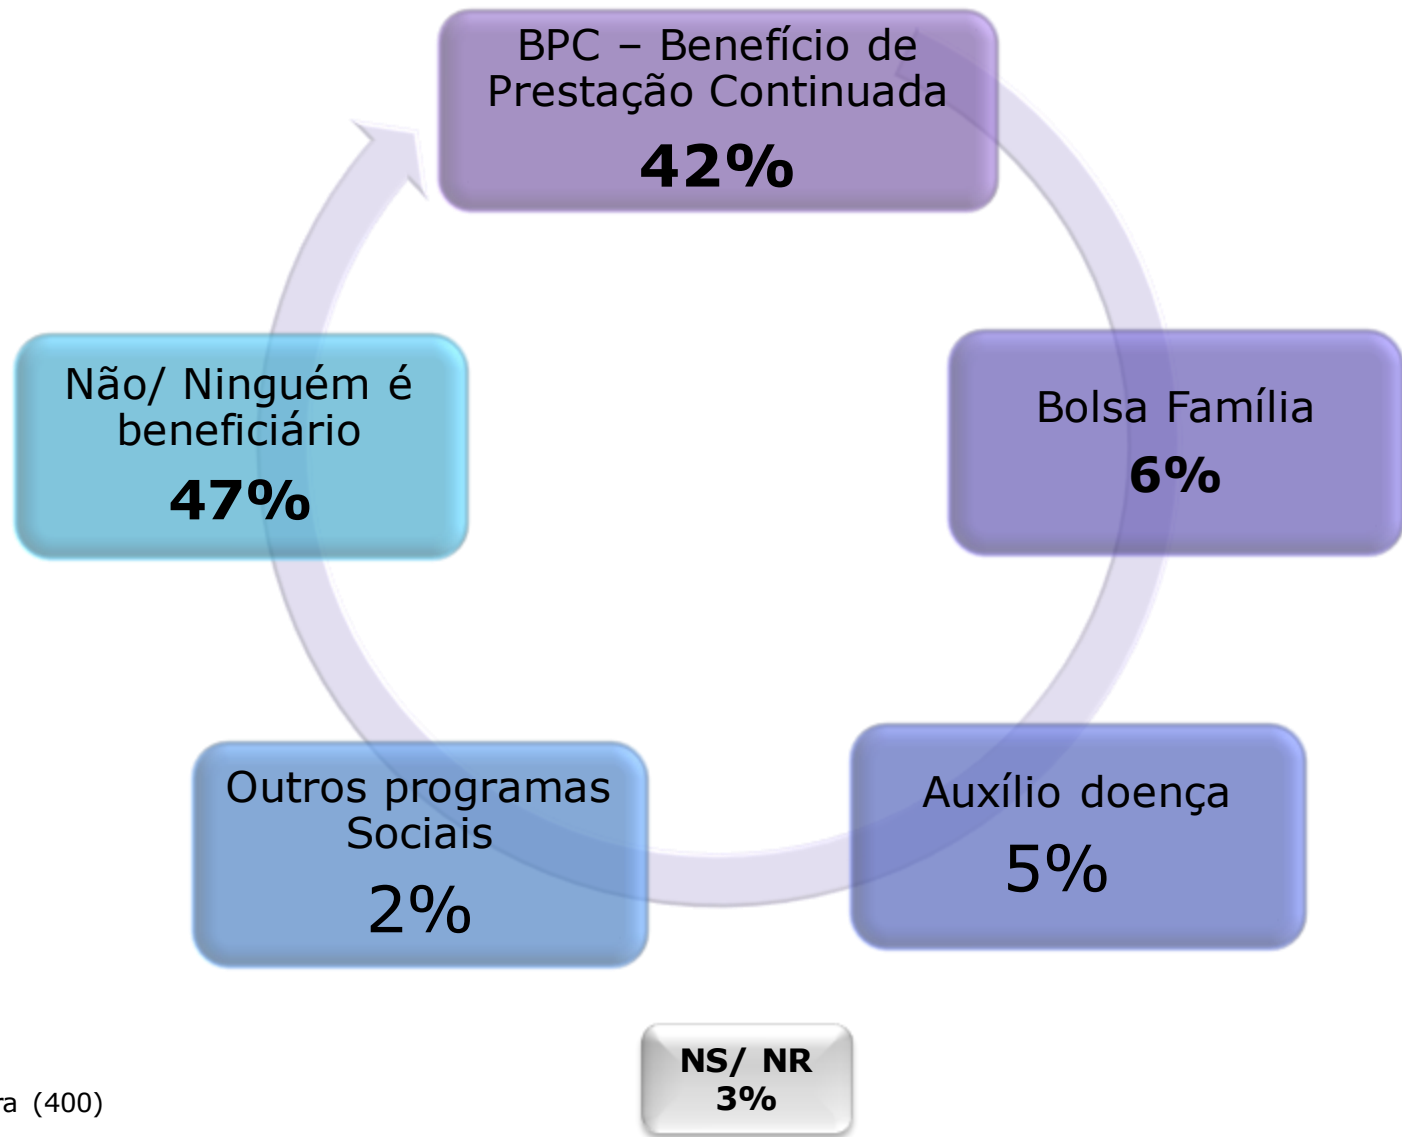 BPC – Benefício de
Prestação Continuada
42%
Não/ Ninguém é
beneficiário
47%
Bolsa Família
6%
Outros programas
Sociais
2%
Auxílio doença
5%
NS/ NR
3%
(400)